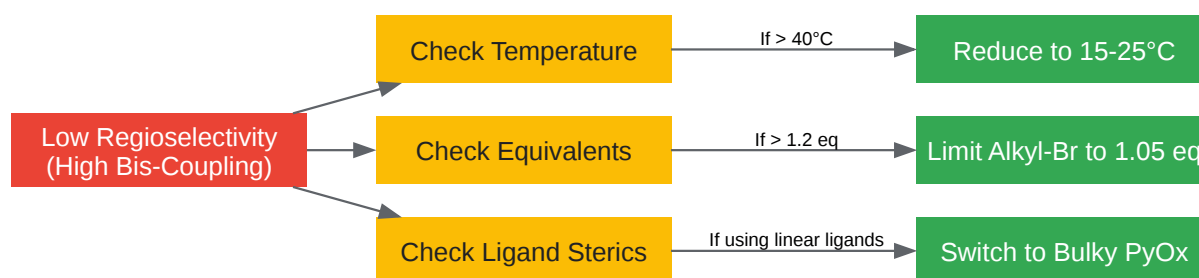 Check Temperature
If > 40°C
Reduce to 15-25°C
Low Regioselectivity
(High Bis-Coupling)
Check Equivalents
If > 1.2 eq
Limit Alkyl-Br to 1.05 eq
Check Ligand Sterics
If using linear ligands
Switch to Bulky PyOx